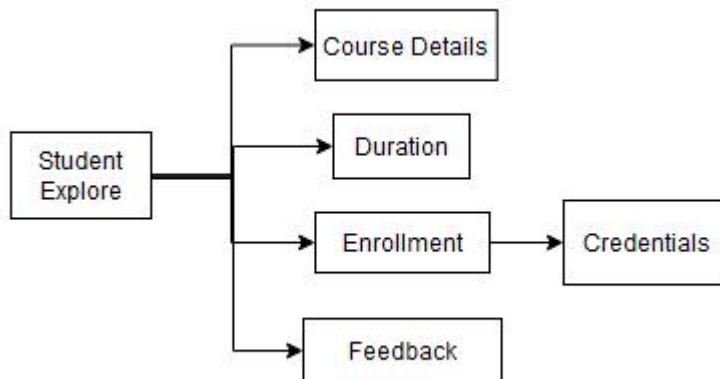 Course Details
Student
Explore
Duration
Enrollment
Credentials
Feedback